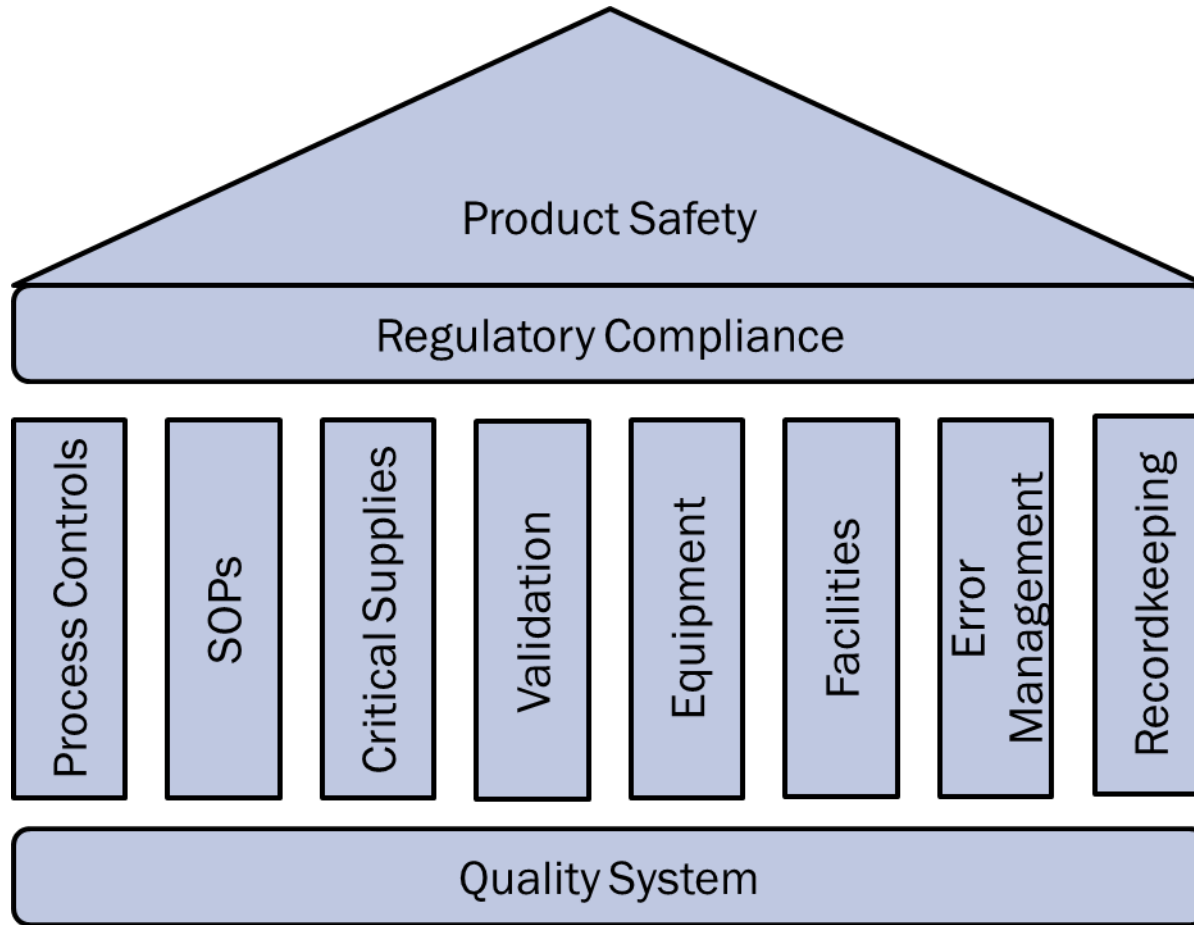 Product Safety
Regulatory Compliance
Process Controls
SOPs
Critical Supplies
Validation
Equipment
Facilities
Error
Management
Recordkeeping
Quality System